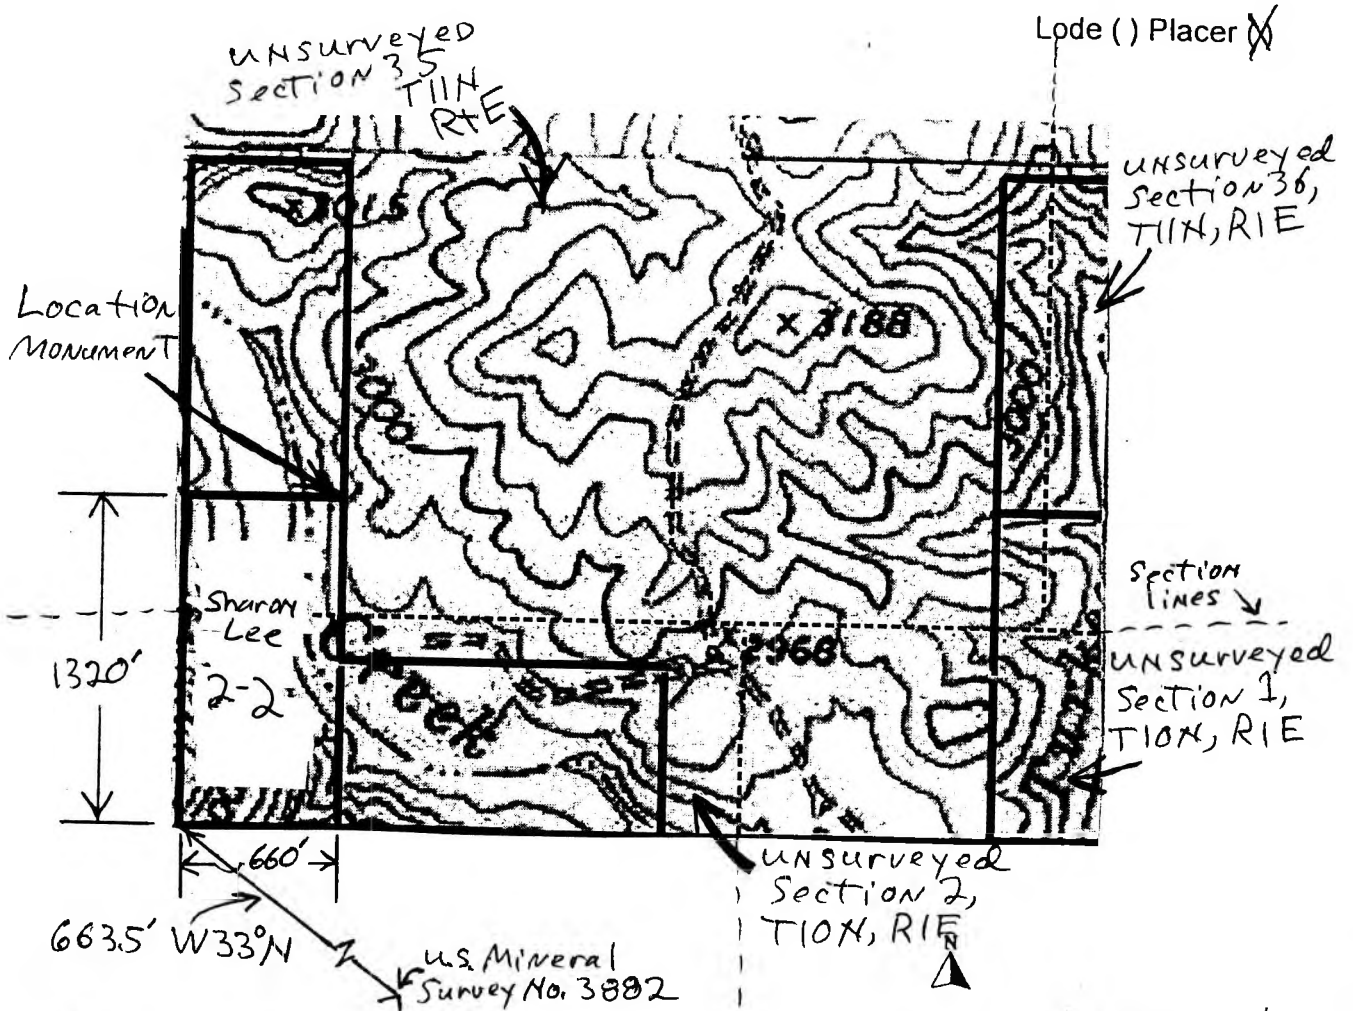 Lode ( ) Placer (X)
UNSurveyed
Section 35
T11N
R1E
UNSurveyed
Section 36,
T11N, R1E
x 3015
Location
Monument
x 3188
3000
3000
Section
Lines
Sharon
Lee
2-2
1320'
Creek
x 2968
UNSurveyed
Section 1,
T10N, R1E
660'
UNSurveyed
Section 2,
T10N, R1E
N
663.5' W33°N
U.S. Mineral
Survey No. 3882